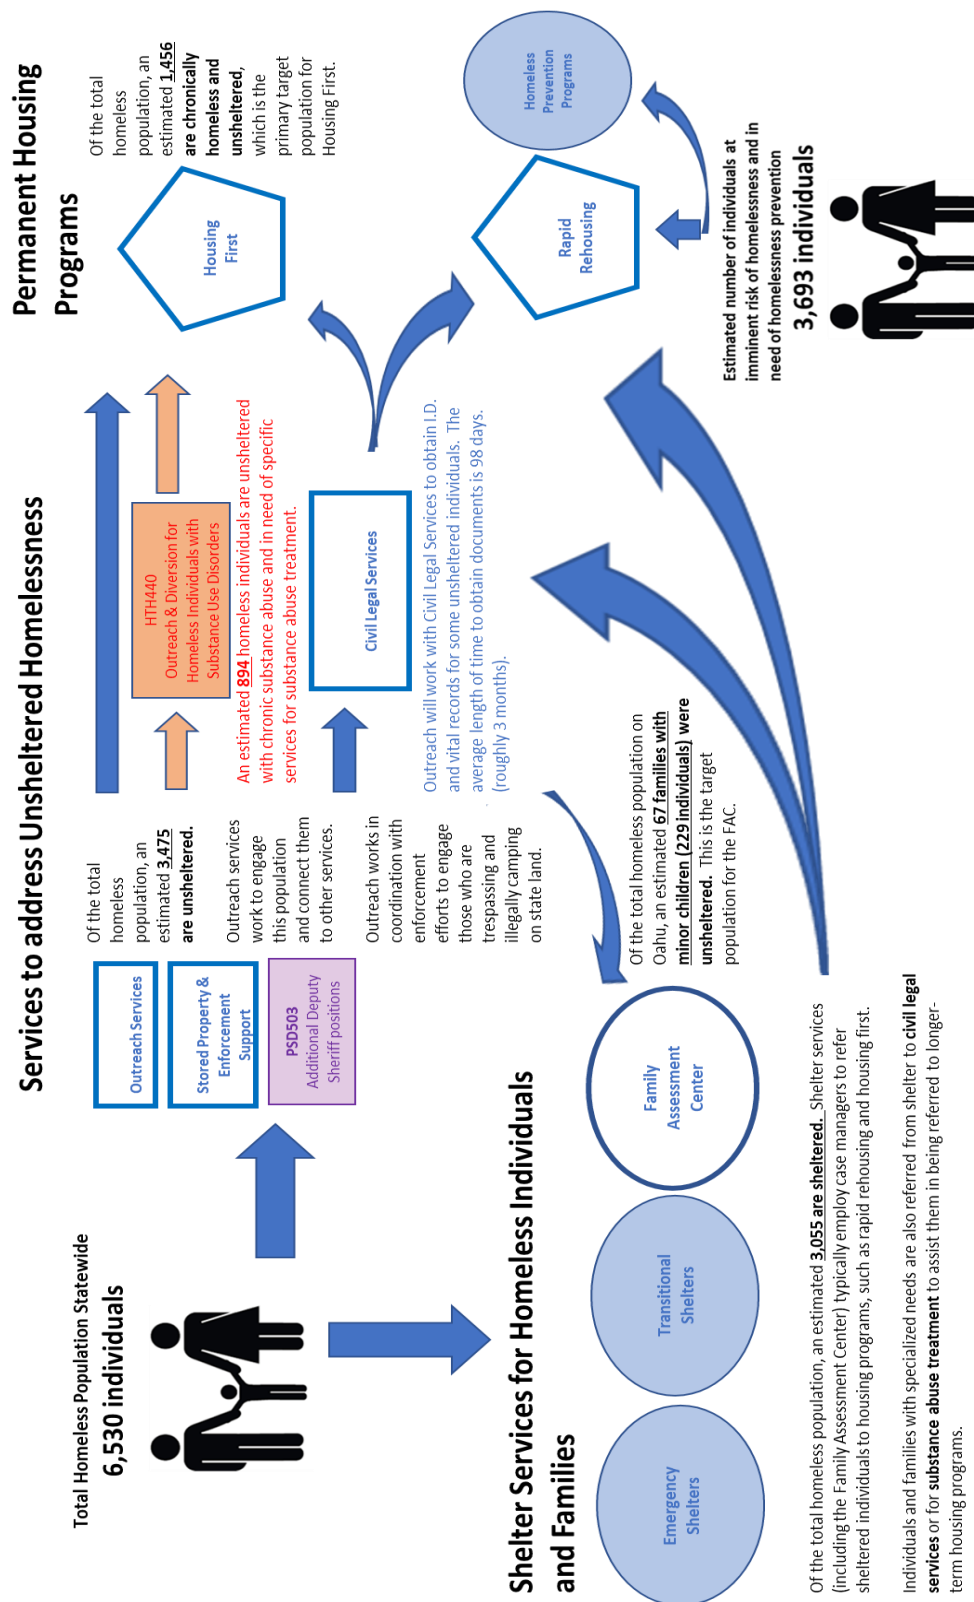 Total Homeless Population Statewide
6,530 individuals
Services to address Unsheltered Homelessness
Outreach Services
Stored Property &
Enforcement
Support
PSD503
Additional Deputy
Sheriff positions
Of the total
homeless
population, an
estimated 3,475
are unsheltered.
Outreach services
work to engage
this population
and connect them
to other services.
Outreach works in
coordination with
enforcement
efforts to engage
those who are
trespassing and
illegally camping
on state land.
HTH440
Outreach & Diversion for
Homeless Individuals with
Substance Use Disorders
An estimated 894 homeless individuals are unsheltered
with chronic substance abuse and in need of specific
services for substance abuse treatment.
Civil Legal Services
Outreach will work with Civil Legal Services to obtain I.D.
and vital records for some unsheltered individuals. The
average length of time to obtain documents is 98 days.
(roughly 3 months).
Permanent Housing
Programs
Housing
First
Of the total
homeless
population, an
estimated 1,456
are chronically
homeless and
unsheltered,
which is the
primary target
population for
Housing First.
Rapid
Rehousing
Homeless
Prevention
Programs
Estimated number of individuals at
imminent risk of homelessness and in
need of homelessness prevention
3,693 individuals
Shelter Services for Homeless Individuals
and Families
Emergency
Shelters
Transitional
Shelters
Family
Assessment
Center
Of the total homeless population on
Oahu, an estimated 67 families with
minor children (229 individuals) were
unsheltered. This is the target
population for the FAC.
Of the total homeless population, an estimated 3,055 are sheltered. Shelter services
(including the Family Assessment Center) typically employ case managers to refer
sheltered individuals to housing programs, such as rapid rehousing and housing first.
Individuals and families with specialized needs are also referred from shelter to civil legal
services or for substance abuse treatment to assist them in being referred to longer-
term housing programs.